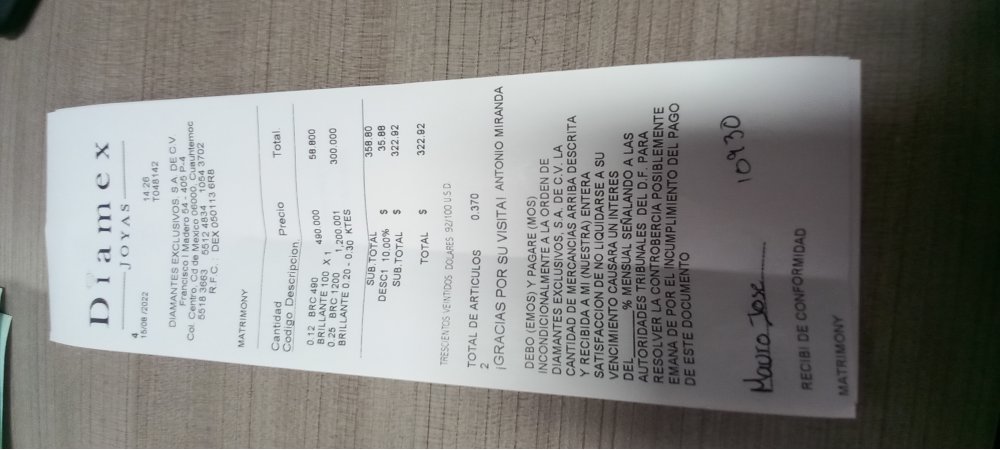 Diamex
JOYAS
4
15/08 /2022 14:26
T048142
DIAMANTES EXCLUSIVOS, S.A. DE C.V.
Francisco I Madero 54 - 405 P-4
Col. Centro, Cd de Mexico 06000, Cuauhtemoc
5518 3663 5512 4834 1054 3702
R.F.C. : DEX 050113 6R8
MATRIMONY
Cantidad
Codigo Descripcion Precio Total
0.12 BRC 490 490.000 58.800
BRILLANTE 100 X 1
0.25 BRC 1200 1,200.001 300.000
BRILLANTE 0.20 - 0.30 KTES
SUB.TOTAL 358.80
DESC1 10.00% $ 35.88
SUB.TOTAL $ 322.92
TOTAL $ 322.92
TRESCIENTOS VEINTIDOS DOLARES 92/100 U.S.D.
TOTAL DE ARTICULOS 0.370
2
¡GRACIAS POR SU VISITA! ANTONIO MIRANDA
DEBO (EMOS) Y PAGARE (MOS)
INCONDICIONALMENTE A LA ORDEN DE
DIAMANTES EXCLUSIVOS, S.A. DE C.V. LA
CANTIDAD DE MERCANCIAS ARRIBA DESCRITA
Y RECIBIDA A MI (NUESTRA) ENTERA
SATISFACCION DE NO LIQUIDARSE A SU
VENCIMIENTO CAUSARA UN INTERES
DEL____% MENSUAL SEÑALANDO A LAS
AUTORIDADES TRIBUNALES DEL D.F. PARA
RESOLVER LA CONTROBERCIA POSIBLEMENTE
EMANA DE POR EL INCUMPLIMIENTO DEL PAGO
DE ESTE DOCUMENTO
Mauro Jose 10930
RECIBI DE CONFORMIDAD
MATRIMONY